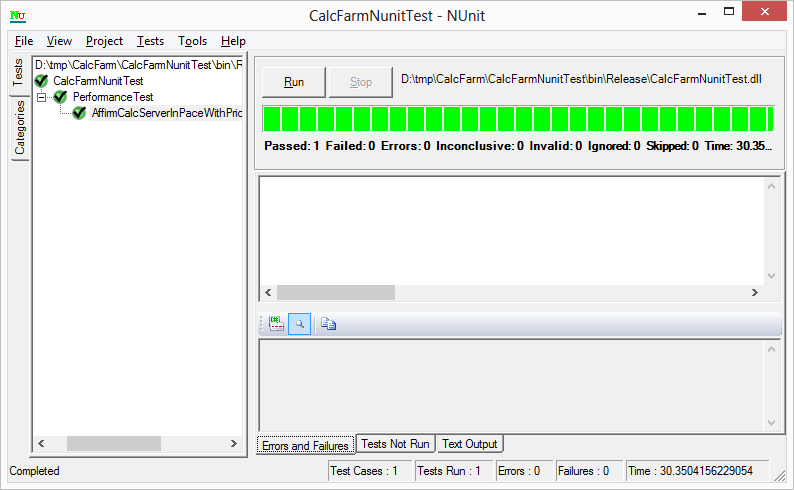 NU
CalcFarmNunitTest - NUnit
File View Project Tests Tools Help
Tests
Categories
D:\tmp\CalcFarm\CalcFarmNunitTest\bin\R
CalcFarmNunitTest
PerformanceTest
AffirmCalcServerInPaceWithPric
Run
Stop
D:\tmp\CalcFarm\CalcFarmNunitTest\bin\Release\CalcFarmNunitTest.dll
Passed: 1 Failed: 0 Errors: 0 Inconclusive: 0 Invalid: 0 Ignored: 0 Skipped: 0 Time: 30.35...
Errors and Failures
Tests Not Run
Text Output
Completed
Test Cases : 1
Tests Run : 1
Errors : 0
Failures : 0
Time : 30.3504156229054